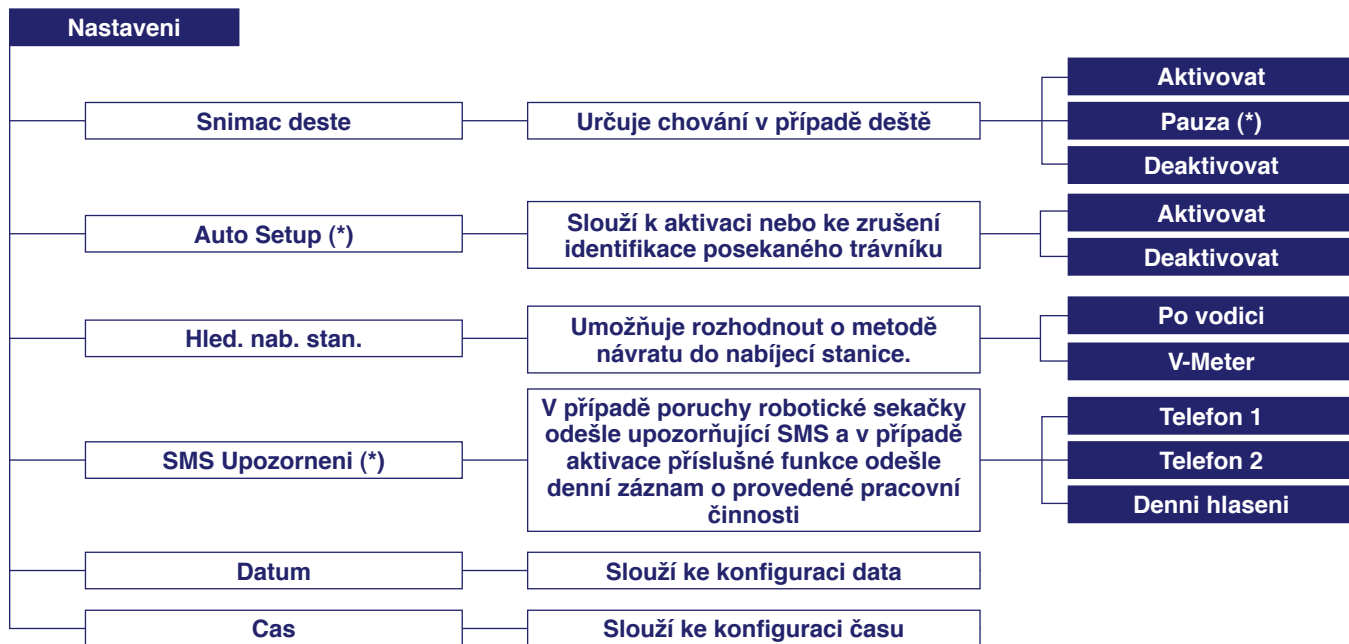 Nastaveni
Snimac deste
Určuje chování v případě deště
Aktivovat
Pauza (*)
Deaktivovat
Auto Setup (*)
Slouží k aktivaci nebo ke zrušení
identifikace posekaného trávníku
Aktivovat
Deaktivovat
Hled. nab. stan.
Umožňuje rozhodnout o metodě
návratu do nabíjecí stanice.
Po vodici
V-Meter
SMS Upozorneni (*)
V případě poruchy robotické sekačky
odešle upozorňující SMS a v případě
aktivace příslušné funkce odešle
denní záznam o provedené pracovní
činnosti
Telefon 1
Telefon 2
Denni hlaseni
Datum
Slouží ke konfiguraci data
Cas
Slouží ke konfiguraci času